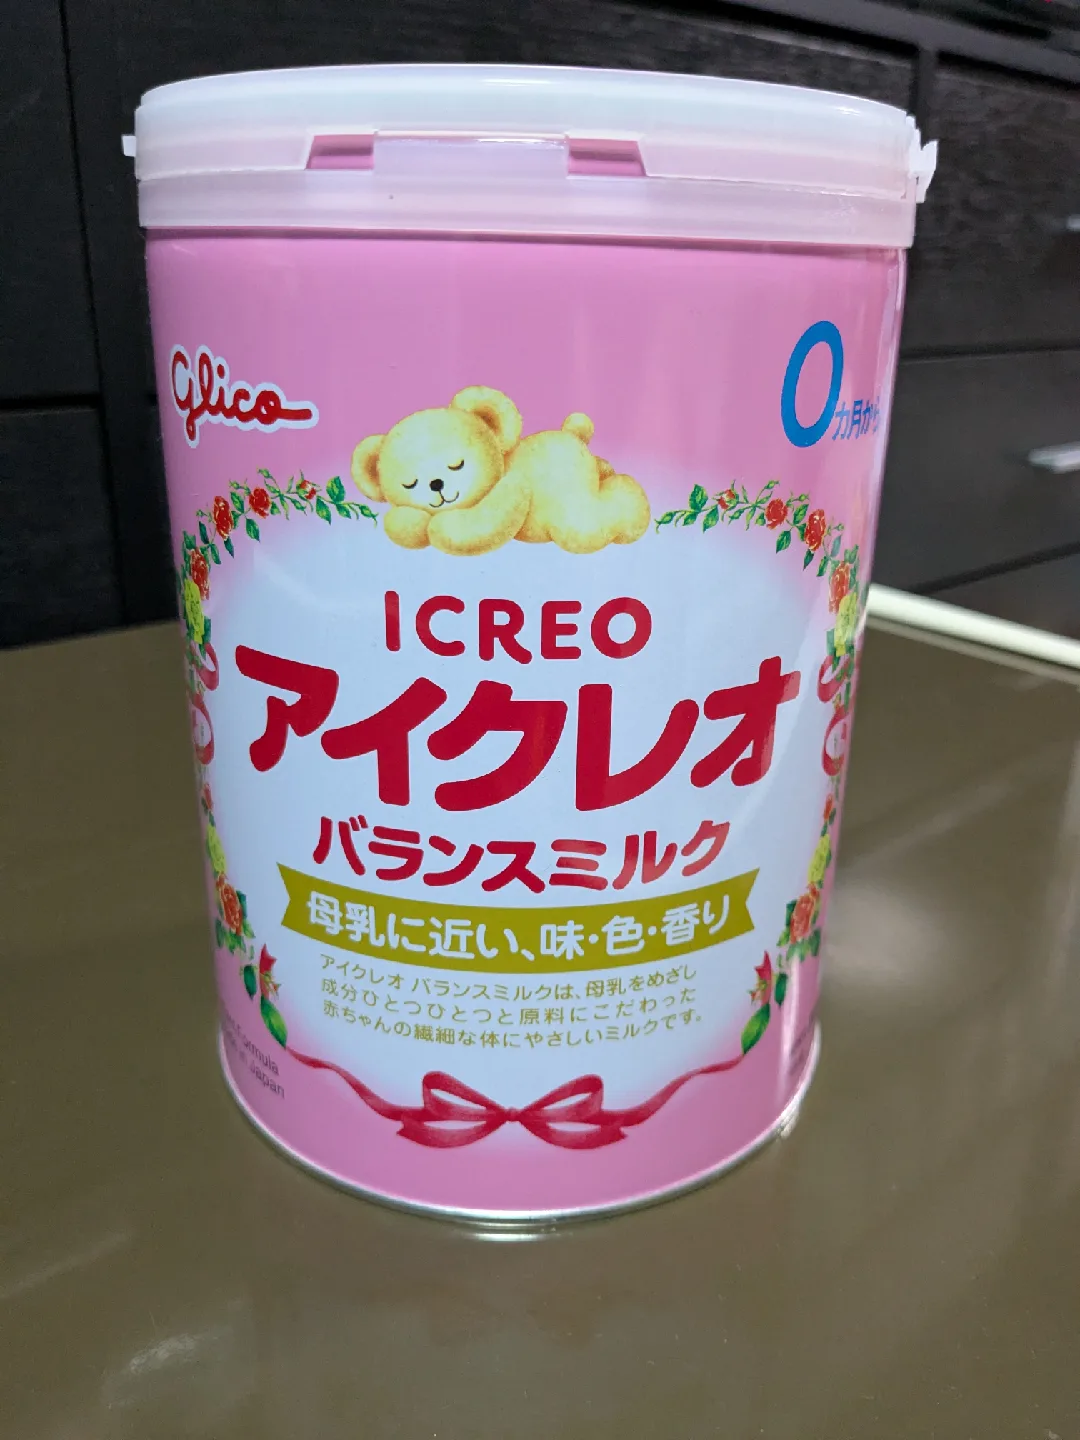 Glico
0ヵ月から
ICREO
アイクレオ
バランスミルク
母乳に近い、味・色・香り
アイクレオ バランスミルクは、母乳をめざし
成分ひとつひとつと原料にこだわった
赤ちゃんの繊細な体にやさしいミルクです。
Formula
in Japan